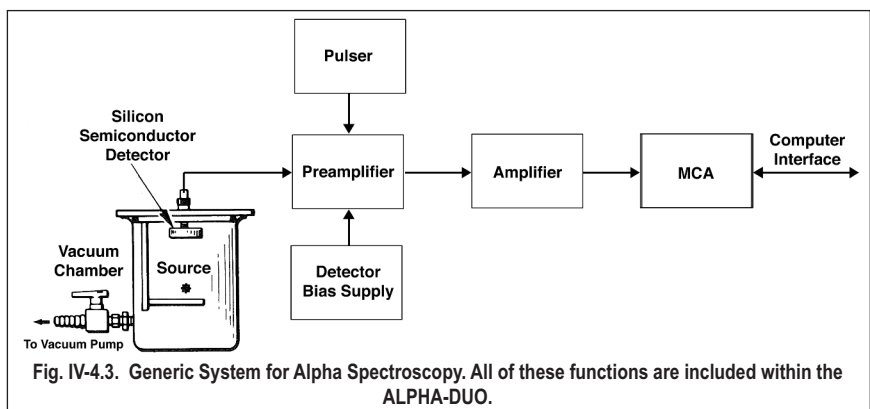 Pulser
Silicon
Semiconductor
Detector
Preamplifier
Amplifier
MCA
Computer
Interface
Vacuum
Chamber
Source
Detector
Bias Supply
To Vacuum Pump
Fig. IV-4.3. Generic System for Alpha Spectroscopy. All of these functions are included within the
ALPHA-DUO.